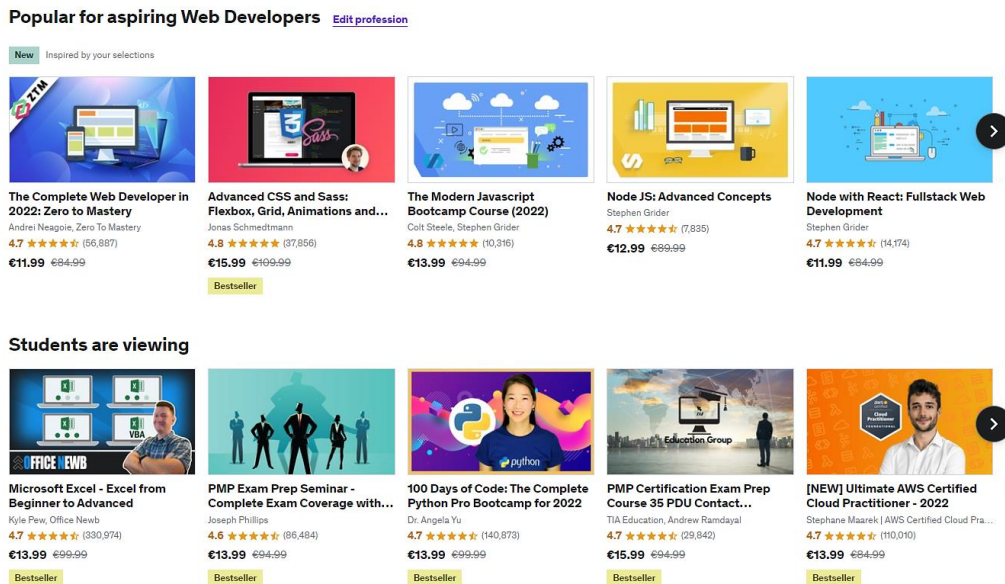 Popular for aspiring Web Developers Edit profession
New Inspired by your selections
ZTM
The Complete Web Developer in
2022: Zero to Mastery
Andrei Neagoie, Zero To Mastery
4.7 (56,887)
€11.99 €84.99
3
Sass
Advanced CSS and Sass:
Flexbox, Grid, Animations and...
Jonas Schmedtmann
4.8 (37,856)
€15.99 €109.99
Bestseller
The Modern Javascript
Bootcamp Course (2022)
Colt Steele, Stephen Grider
4.8 (10,316)
€13.99 €94.99
Node JS: Advanced Concepts
Stephen Grider
4.7 (7,835)
€12.99 €89.99
Node with React: Fullstack Web
Development
Stephen Grider
4.7 (14,174)
€11.99 €84.99
Students are viewing
VBA
OFFICE NEWB
Microsoft Excel - Excel from
Beginner to Advanced
Kyle Pew, Office Newb
4.7 (330,974)
€13.99 €99.99
Bestseller
PMP Exam Prep Seminar -
Complete Exam Coverage with...
Joseph Phillips
4.6 (86,484)
€13.99 €94.99
Bestseller
python
100 Days of Code: The Complete
Python Pro Bootcamp for 2022
Dr. Angela Yu
4.7 (140,873)
€13.99 €99.99
Bestseller
Education Group
PMP Certification Exam Prep
Course 35 PDU Contact...
TIA Education, Andrew Ramdayal
4.7 (29,842)
€15.99 €94.99
Bestseller
Cloud
Practitioner
[NEW] Ultimate AWS Certified
Cloud Practitioner - 2022
Stephane Maarek | AWS Certified Cloud Pra...
4.7 (110,010)
€13.99 €84.99
Bestseller